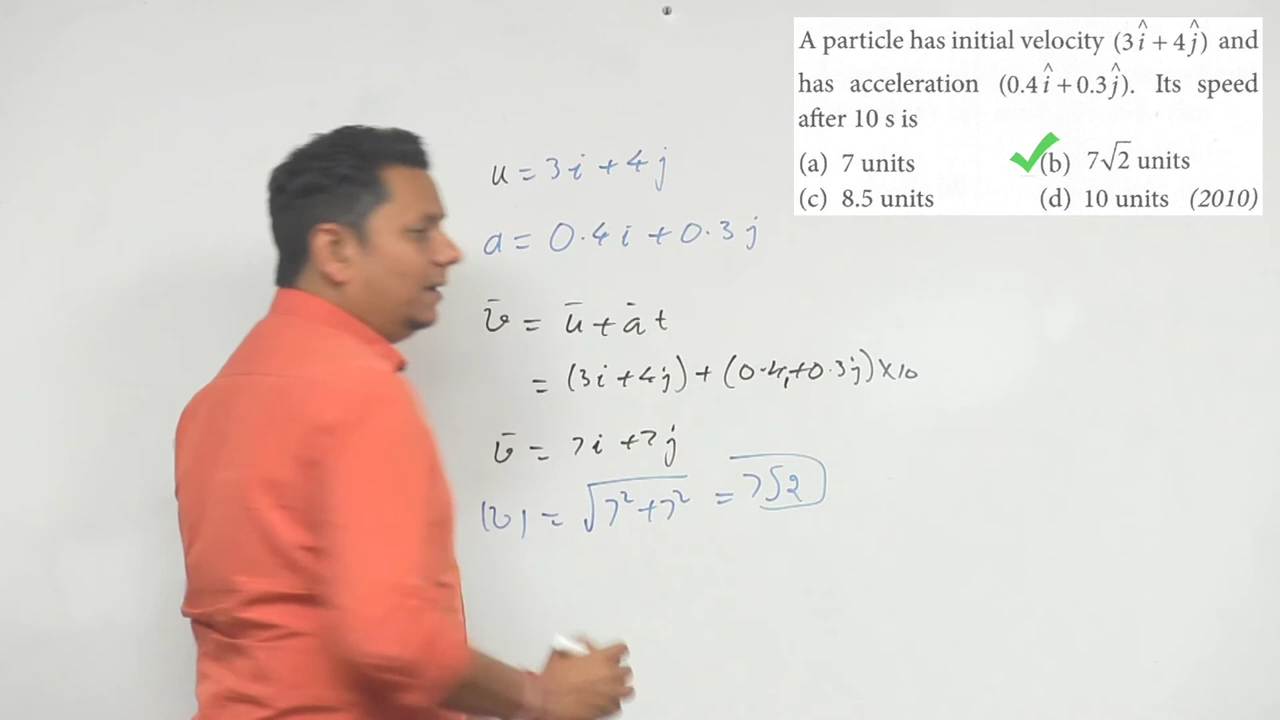 A particle has initial velocity (3î + 4ĵ) and
has acceleration (0.4î + 0.3ĵ). Its speed
after 10 s is
(a) 7 units ✓(b) 7√2 units
(c) 8.5 units (d) 10 units (2010)
u = 3i + 4j
a = 0.4i + 0.3j
v̄ = ū + āt
= (3i + 4j) + (0.4i + 0.3j) × 10
v̄ = 7i + 7j
|v| = √7² + 7² = 7√2